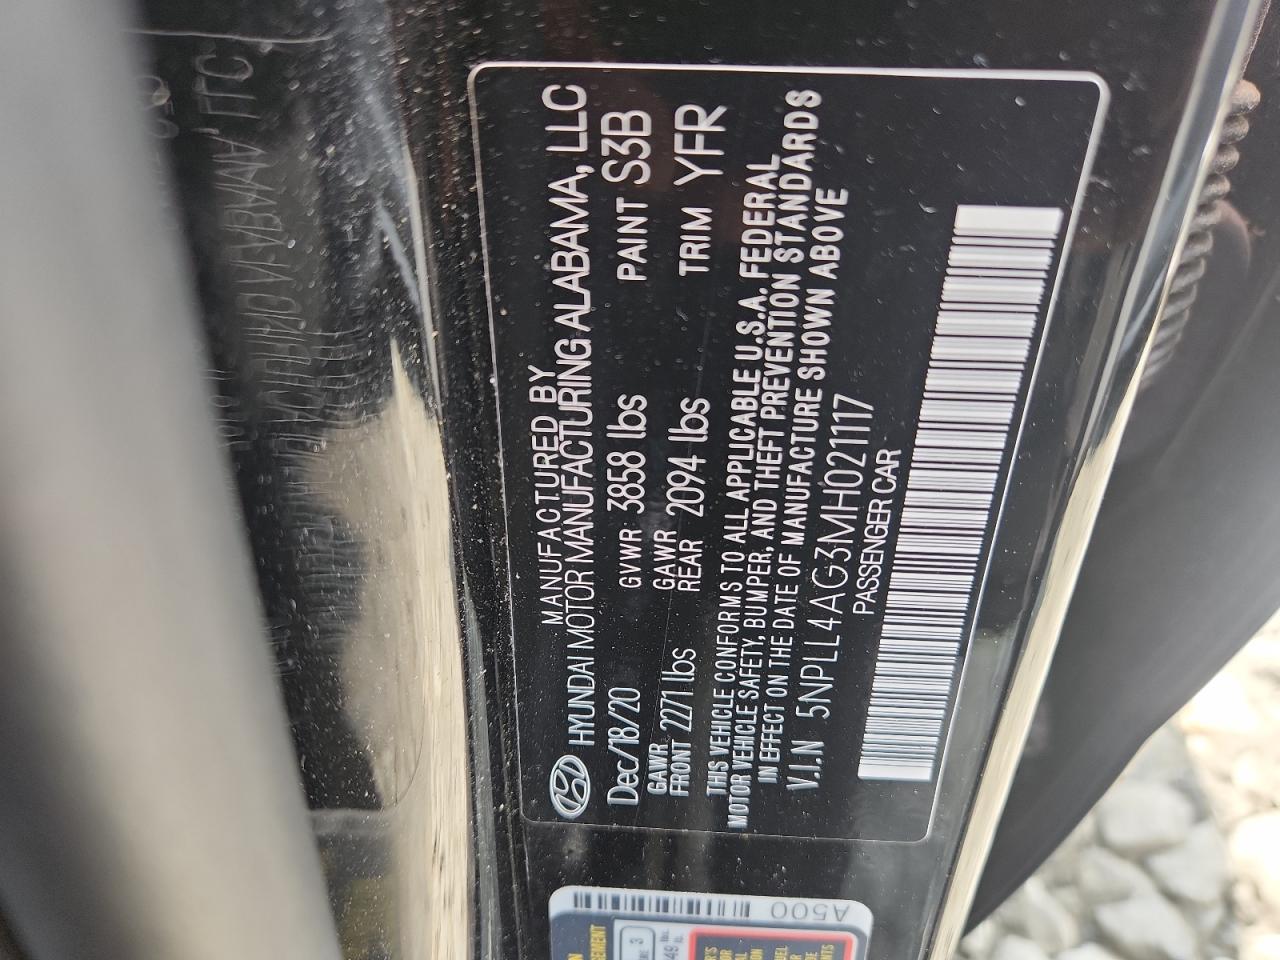 MANUFACTURED BY
HYUNDAI MOTOR MANUFACTURING ALABAMA, LLC
Dec/18/20 GVWR 3858 lbs PAINT S3B
GAWR FRONT 2271 lbs GAWR REAR 2094 lbs TRIM YFR
THIS VEHICLE CONFORMS TO ALL APPLICABLE U.S.A. FEDERAL
MOTOR VEHICLE SAFETY, BUMPER, AND THEFT PREVENTION STANDARDS
IN EFFECT ON THE DATE OF MANUFACTURE SHOWN ABOVE
V.I.N 5NPLL4AG3MH021117
PASSENGER CAR
A500